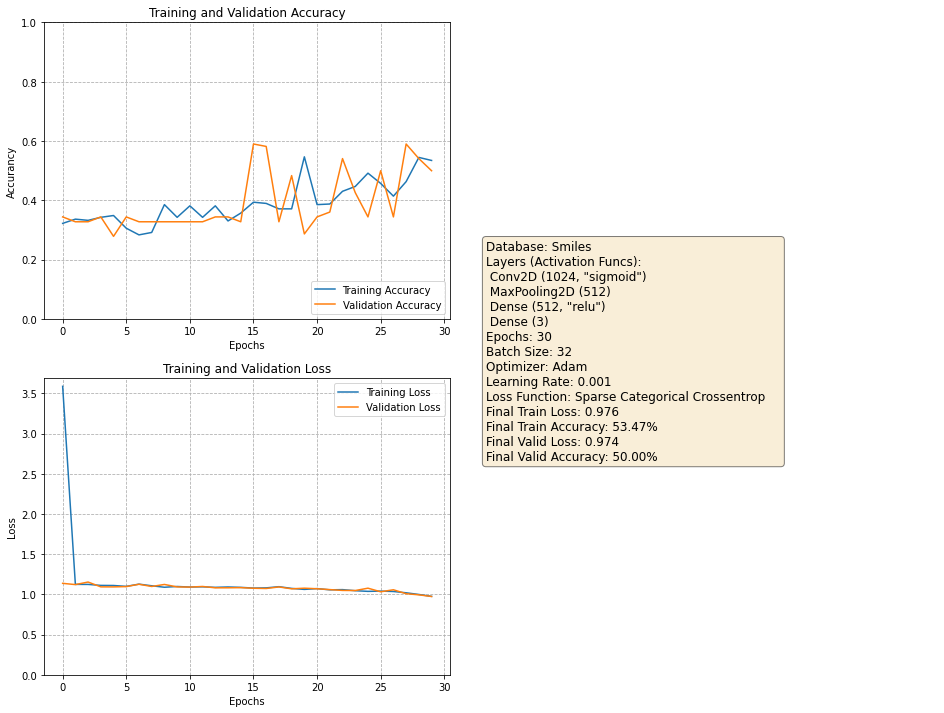 Training and Validation Accuracy
1.0
0.8
0.6
0.4
0.2
0.0
Accurancy
0 5 10 15 20 25 30
Epochs
Training Accuracy
Validation Accuracy
Training and Validation Loss
3.5
3.0
2.5
2.0
1.5
1.0
0.5
0.0
Loss
0 5 10 15 20 25 30
Epochs
Training Loss
Validation Loss
Database: Smiles
Layers (Activation Funcs):
Conv2D (1024, "sigmoid")
MaxPooling2D (512)
Dense (512, "relu")
Dense (3)
Epochs: 30
Batch Size: 32
Optimizer: Adam
Learning Rate: 0.001
Loss Function: Sparse Categorical Crossentrop
Final Train Loss: 0.976
Final Train Accuracy: 53.47%
Final Valid Loss: 0.974
Final Valid Accuracy: 50.00%